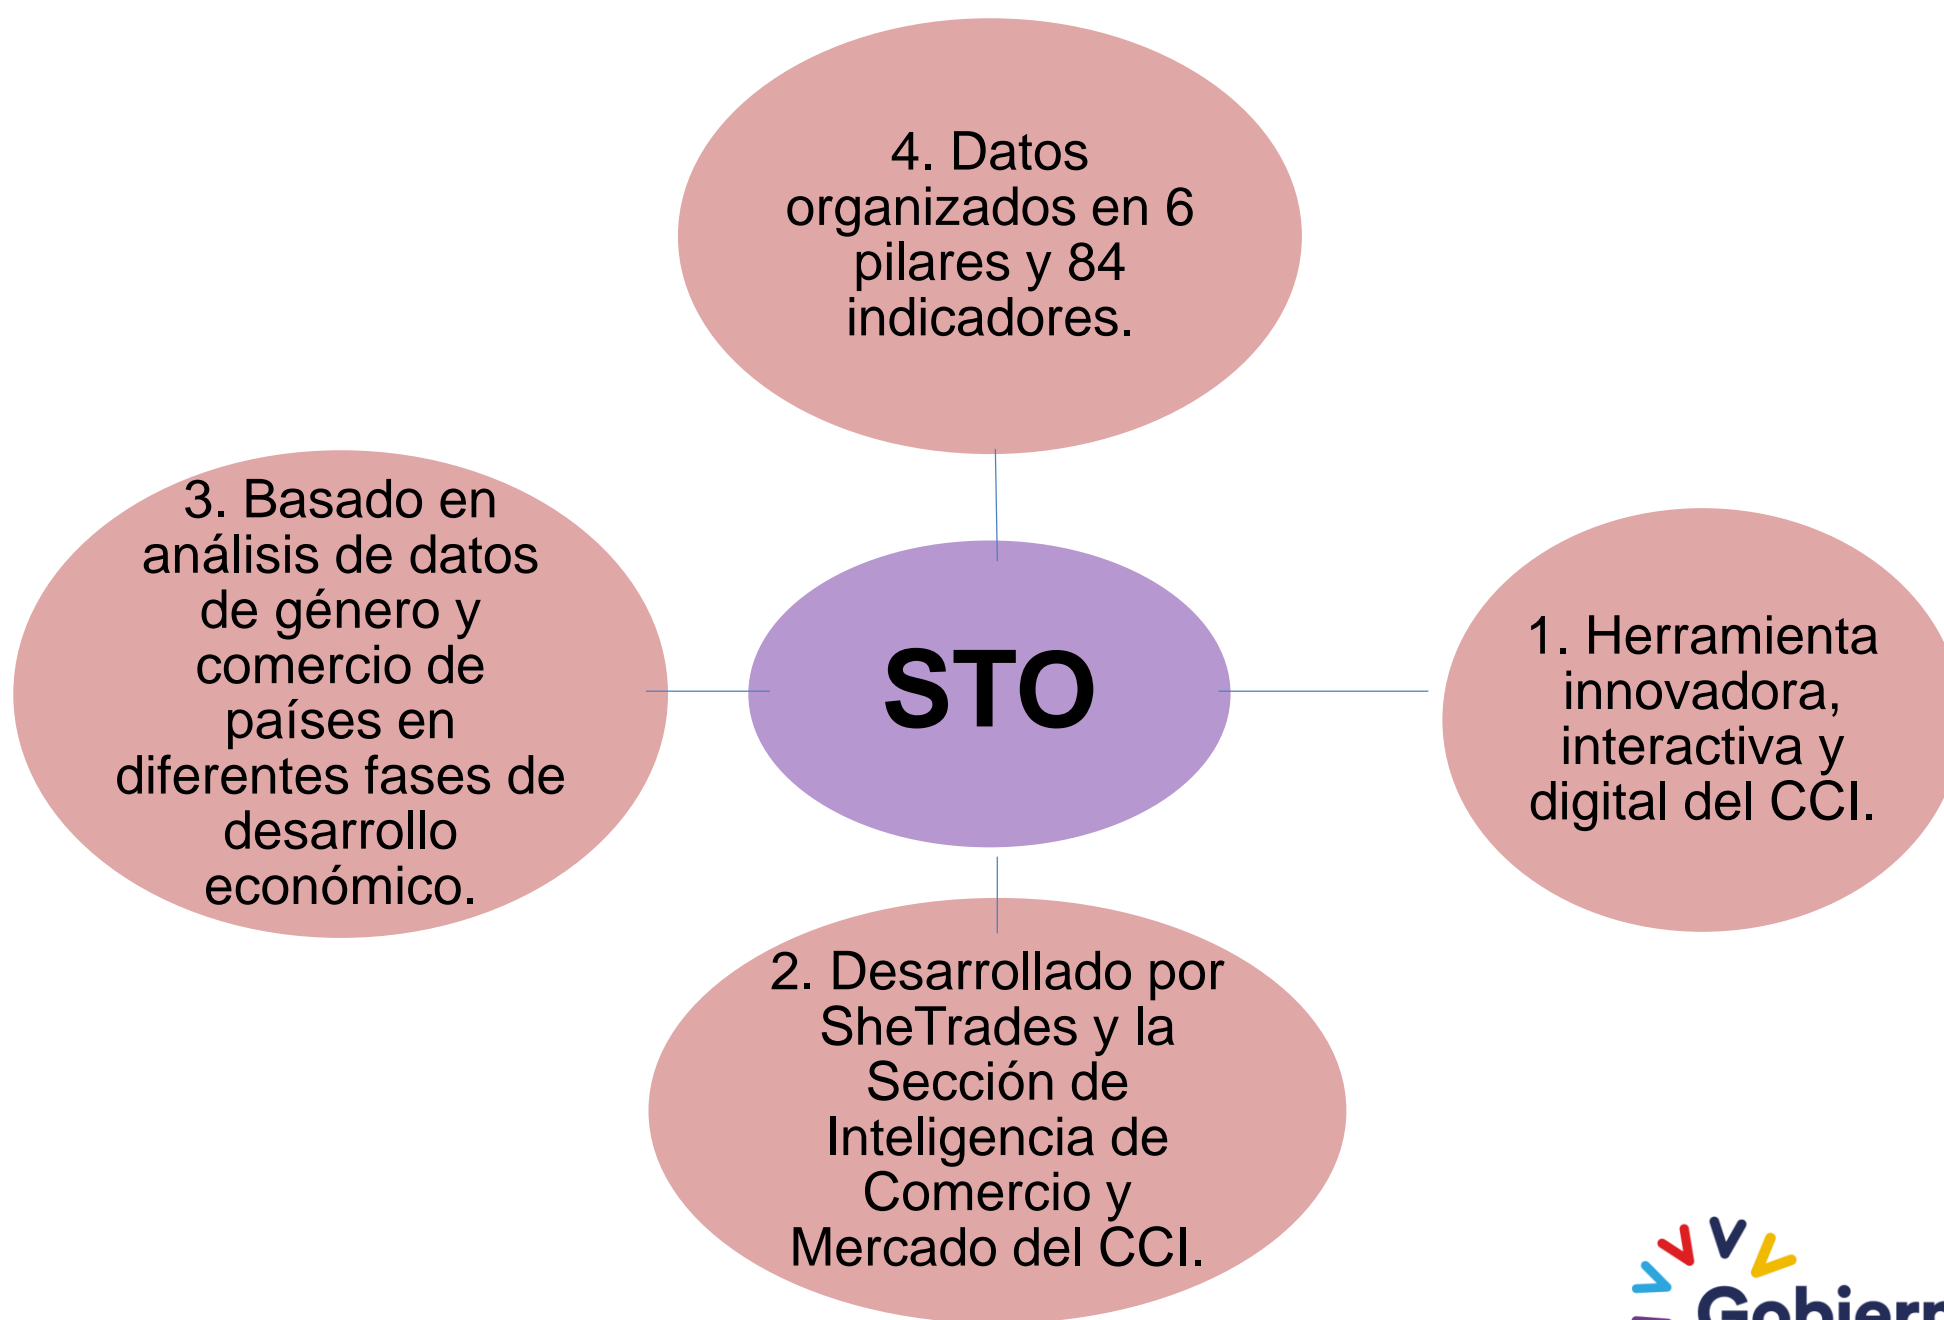 4. Datos
organizados en 6
pilares y 84
indicadores.
3. Basado en
análisis de datos
de género y
comercio de
países en
diferentes fases de
desarrollo
económico.
STO
1. Herramienta
innovadora,
interactiva y
digital del CCI.
2. Desarrollado por
SheTrades y la
Sección de
Inteligencia de
Comercio y
Mercado del CCI.